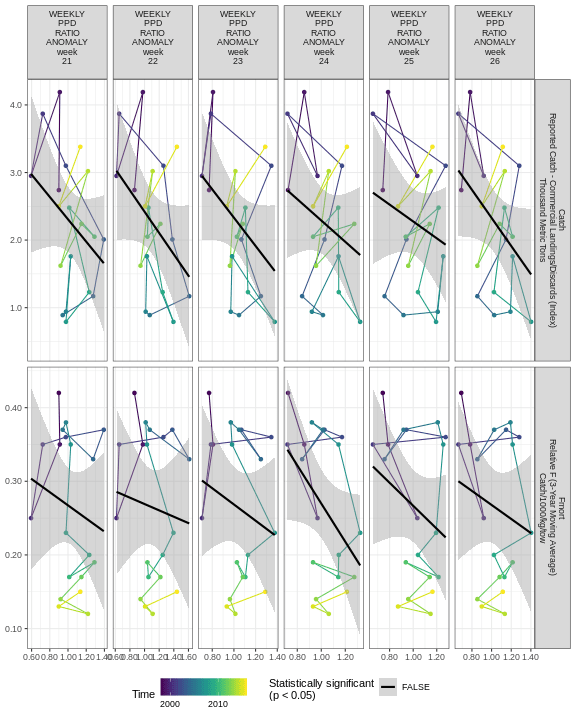 WEEKLY
PPD
RATIO
ANOMALY
week
21
WEEKLY
PPD
RATIO
ANOMALY
week
22
WEEKLY
PPD
RATIO
ANOMALY
week
23
WEEKLY
PPD
RATIO
ANOMALY
week
24
WEEKLY
PPD
RATIO
ANOMALY
week
25
WEEKLY
PPD
RATIO
ANOMALY
week
26
4.0
3.0
2.0
1.0
Catch
Reported Catch - Commercial Landings/Discards (Index)
Thousand Metric Tons
0.40
0.30
0.20
0.10
Fmort
Relative F (3-Year Moving Average)
Catch/1000/kg/tow
0.60 0.80 1.00 1.20 1.40
0.60 0.80 1.00 1.20 1.40 1.60
0.80 1.00 1.20 1.40
0.80 1.00 1.20
0.80 1.00 1.20
0.80 1.00 1.20 1.40
Time
2000 2010
Statistically significant
(p < 0.05)
FALSE